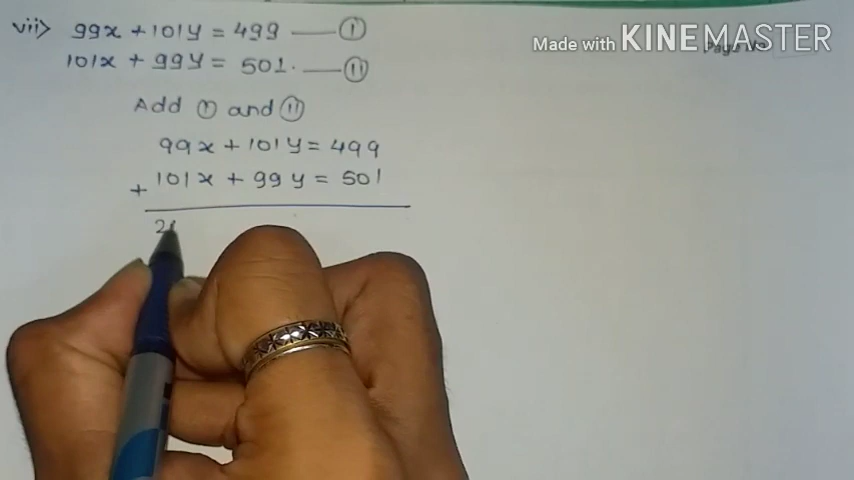 vii> 99x + 101y = 499 —— (i)
Made with KINEMASTER
101x + 99y = 501. —— (ii)
Add (i) and (ii)
99x + 101y = 499
+ 101x + 99y = 501